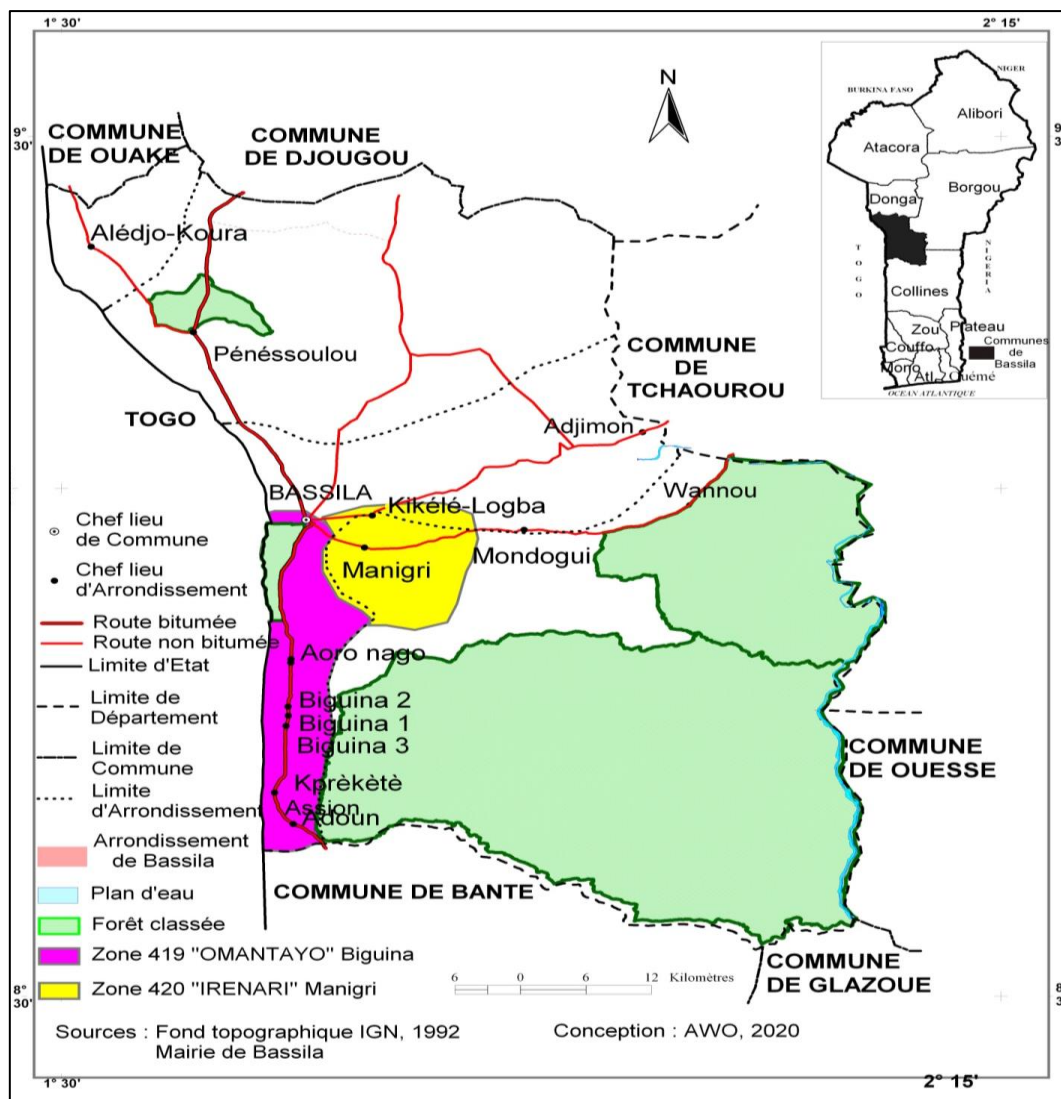 1° 30'
2° 15'
9°
30'
9°
3
N
COMMUNE
DE OUAKE
COMMUNE
DE DJOUGOU
Alédjo-Koura
Pénéssoulou
TOGO
COMMUNE
DE
TCHAOUROU
Adjimon
BASSILA
Kikélé-Logba
Wannou
Manigri
Mondogui
Aoro nago
Biguina 2
Biguina 1
Biguina 3
Kprèkètè
Assion
Adoun
COMMUNE
DE OUESSE
COMMUNE DE BANTE
COMMUNE
DE GLAZOUE
NIGER
BURKINA FASO
Alibori
Atacora
Borgou
Donga
TOGO
NIGERIA
Collines
Zou
Plateau
Couffo
Mono
Atl.
Ouémé
Communes
de
Bassila
OCEAN ATLANTIQUE
Chef lieu
de Commune
Chef lieu
d'Arrondissement
Route bitumée
Route non bitumée
Limite d'Etat
Limite de
Département
Limite de
Commune
Limite
d'Arrondissement
Arrondissement
de Bassila
Plan d'eau
Forêt classée
Zone 419 "OMANTAYO" Biguina
Zone 420 "IRENARI" Manigri
6 0 6 12 Kilomètres
Sources : Fond topographique IGN, 1992
Mairie de Bassila
Conception : AWO, 2020
8°
30'
8
3
1° 30'
2° 15'